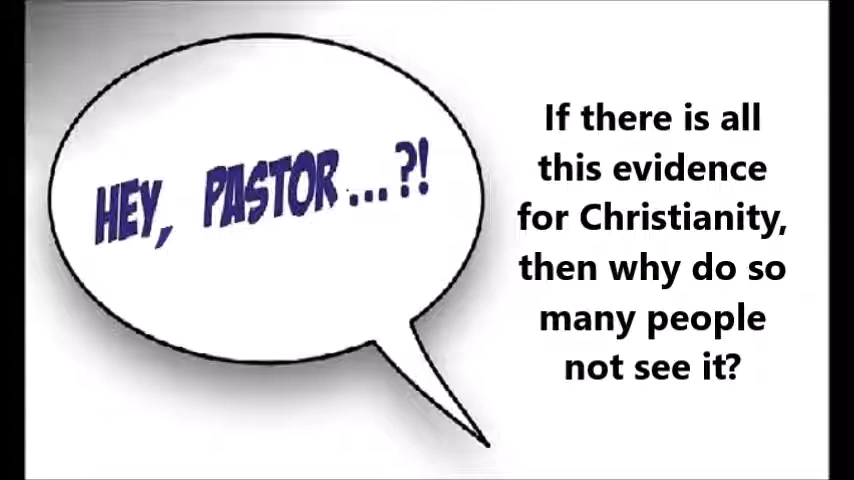 HEY, PASTOR...?!
If there is all
this evidence
for Christianity,
then why do so
many people
not see it?